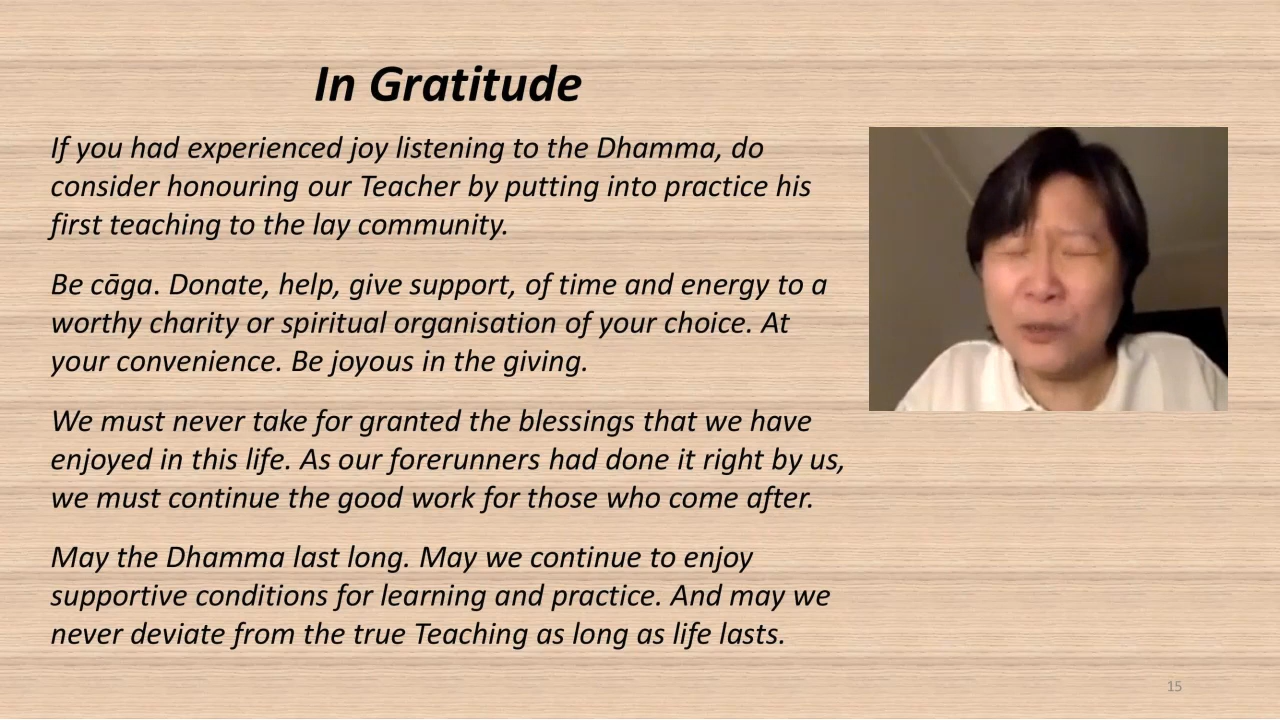 In Gratitude
If you had experienced joy listening to the Dhamma, do
consider honouring our Teacher by putting into practice his
first teaching to the lay community.
Be cāga. Donate, help, give support, of time and energy to a
worthy charity or spiritual organisation of your choice. At
your convenience. Be joyous in the giving.
We must never take for granted the blessings that we have
enjoyed in this life. As our forerunners had done it right by us,
we must continue the good work for those who come after.
May the Dhamma last long. May we continue to enjoy
supportive conditions for learning and practice. And may we
never deviate from the true Teaching as long as life lasts.
15